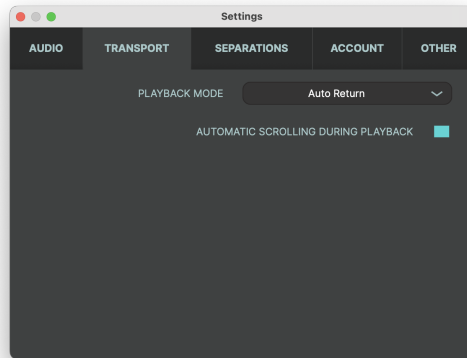 Settings
AUDIO TRANSPORT SEPARATIONS ACCOUNT OTHER
PLAYBACK MODE Auto Return
AUTOMATIC SCROLLING DURING PLAYBACK